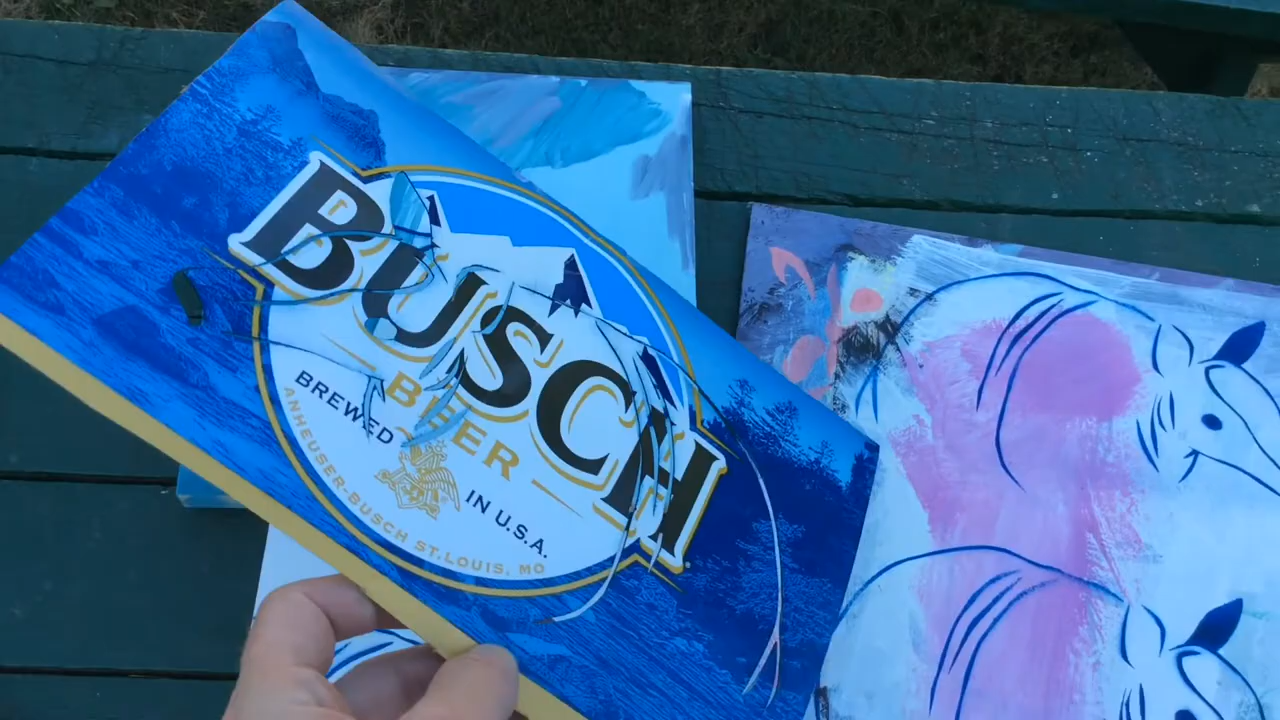 BUSCH
BEER
BREWED
IN U.S.A.
ANHEUSER-BUSCH ST. LOUIS, MO